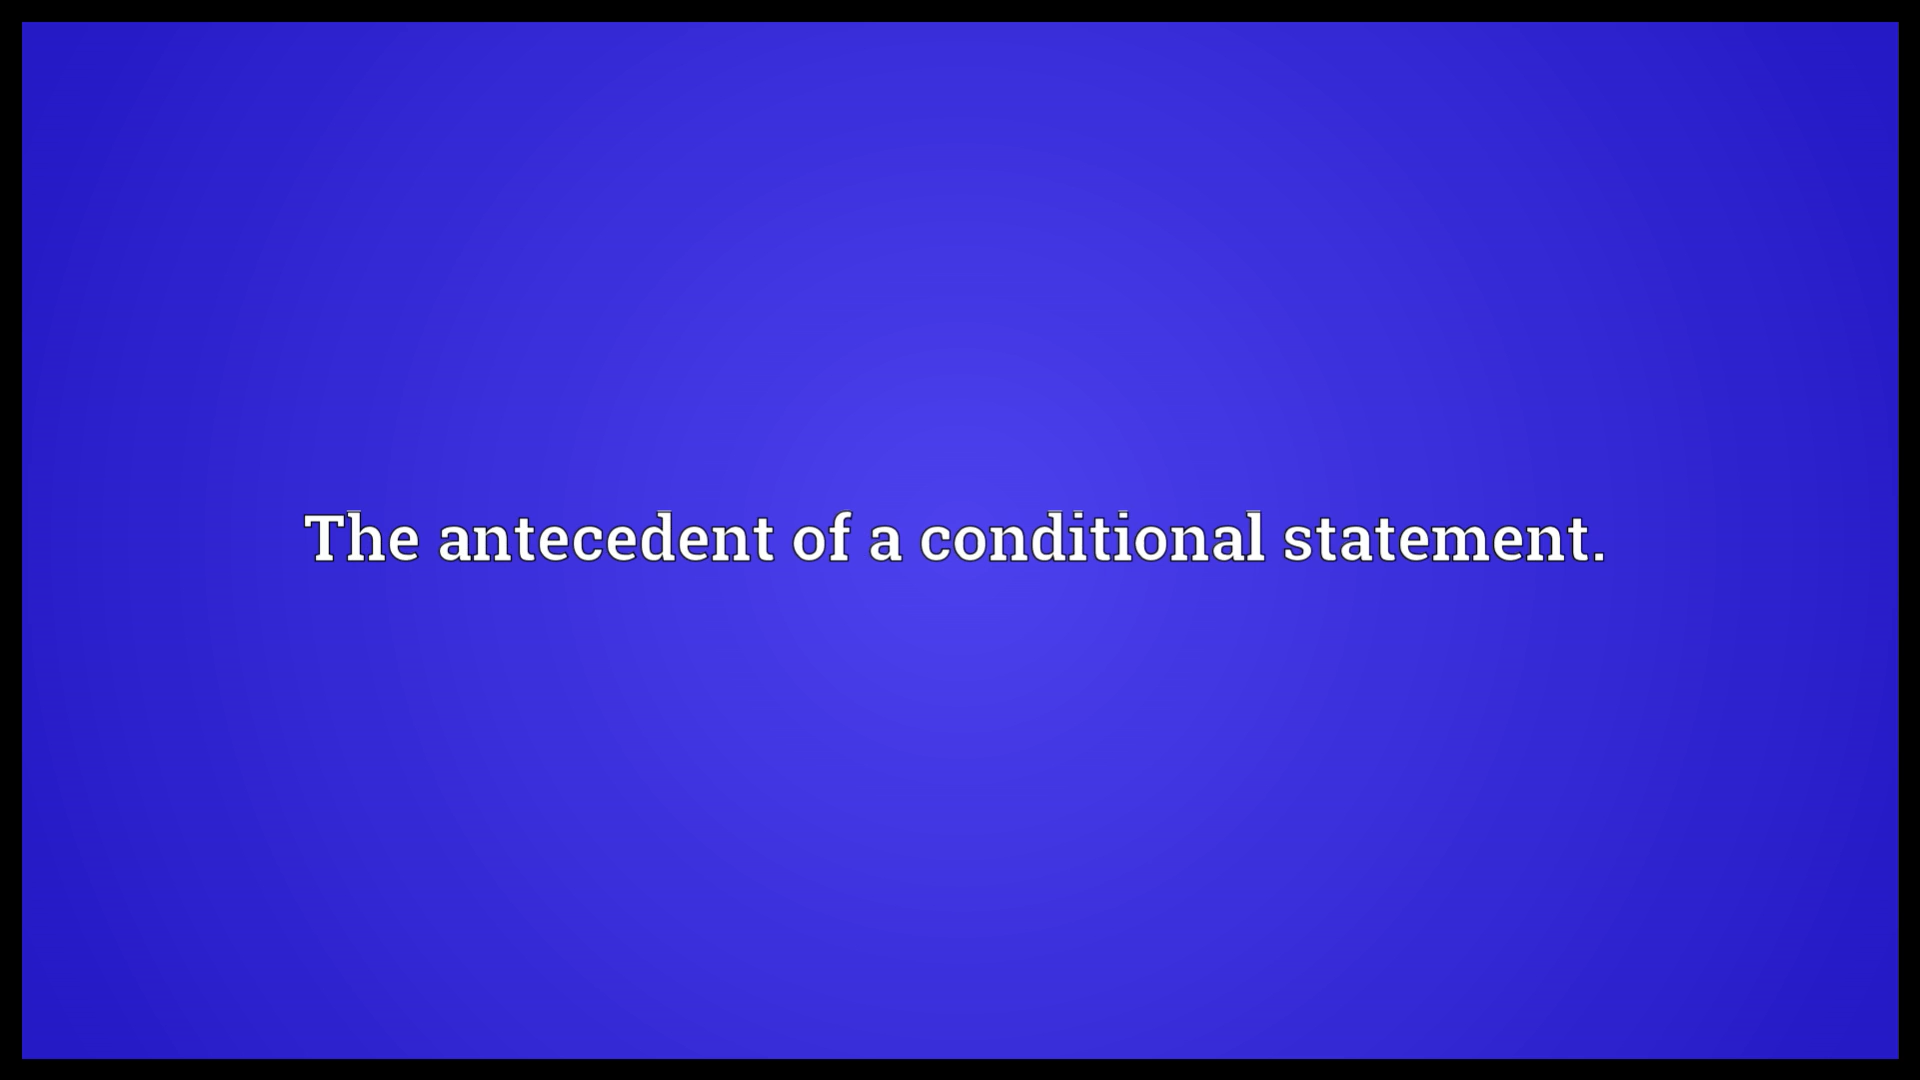 The antecedent of a conditional statement.